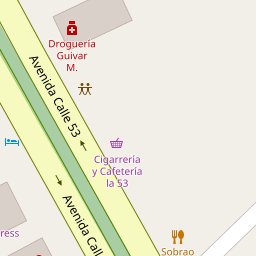 Droguería
Guivar
M.
Avenida Calle 53
Cigarrería
y Cafetería
la 53
Avenida Call
ress
Sobrao